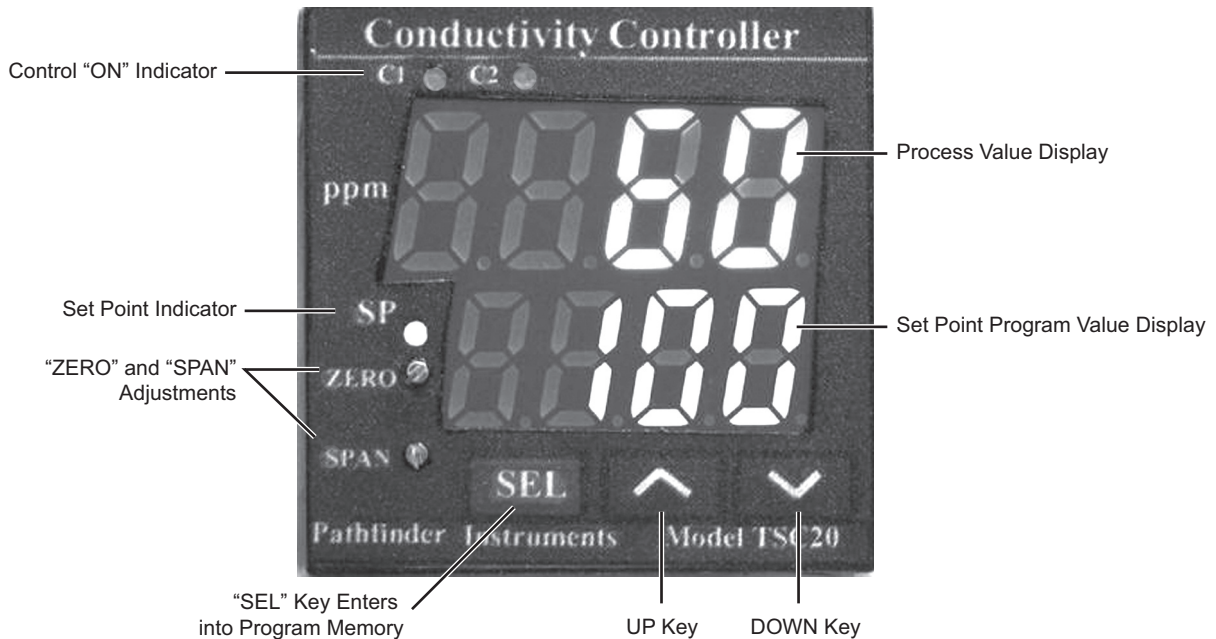 Conductivity Controller
Control “ON” Indicator
C1 C2
Process Value Display
60
ppm
Set Point Indicator
SP
Set Point Program Value Display
100
“ZERO” and “SPAN”
Adjustments
ZERO
SPAN
SEL
Pathfinder Instruments Model TSC20
“SEL” Key Enters
into Program Memory
UP Key
DOWN Key